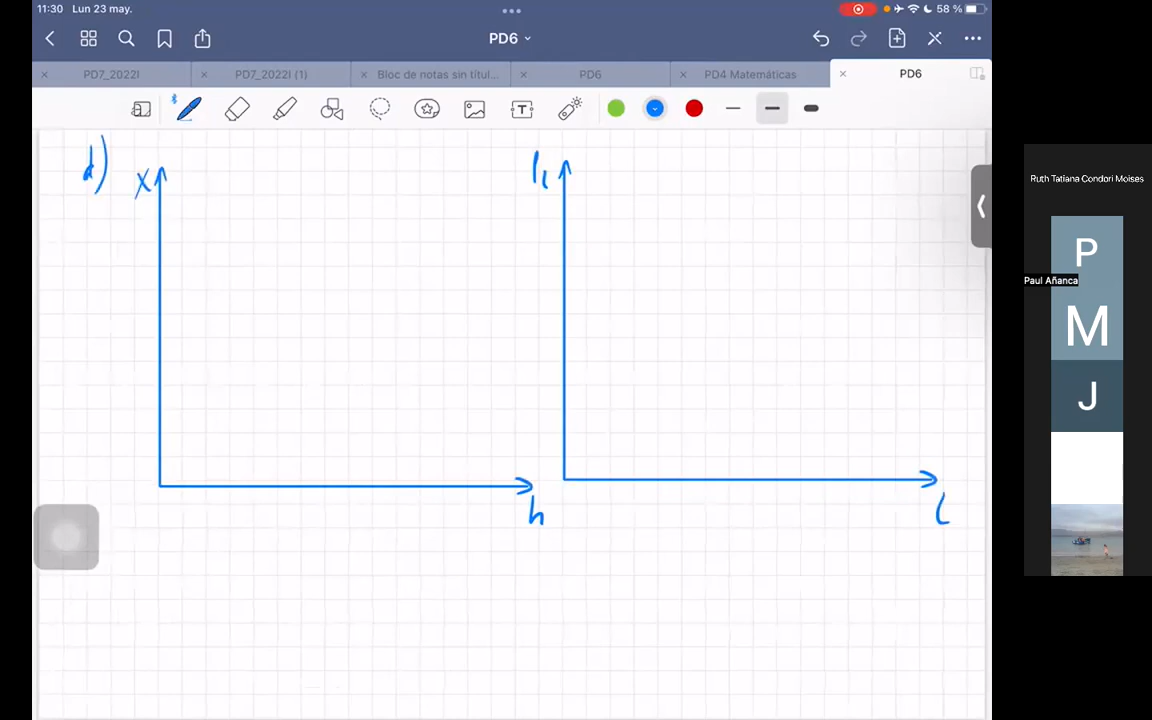 11:30 Lun 23 may.
58 %
PD6
PD7_2022I
PD7_2022I (1)
Bloc de notas sin títul...
PD6
PD4 Matemáticas
PD6
T
d)
X
h
l
Ruth Tatiana Condori Moises
P
Paul Añanca
M
J